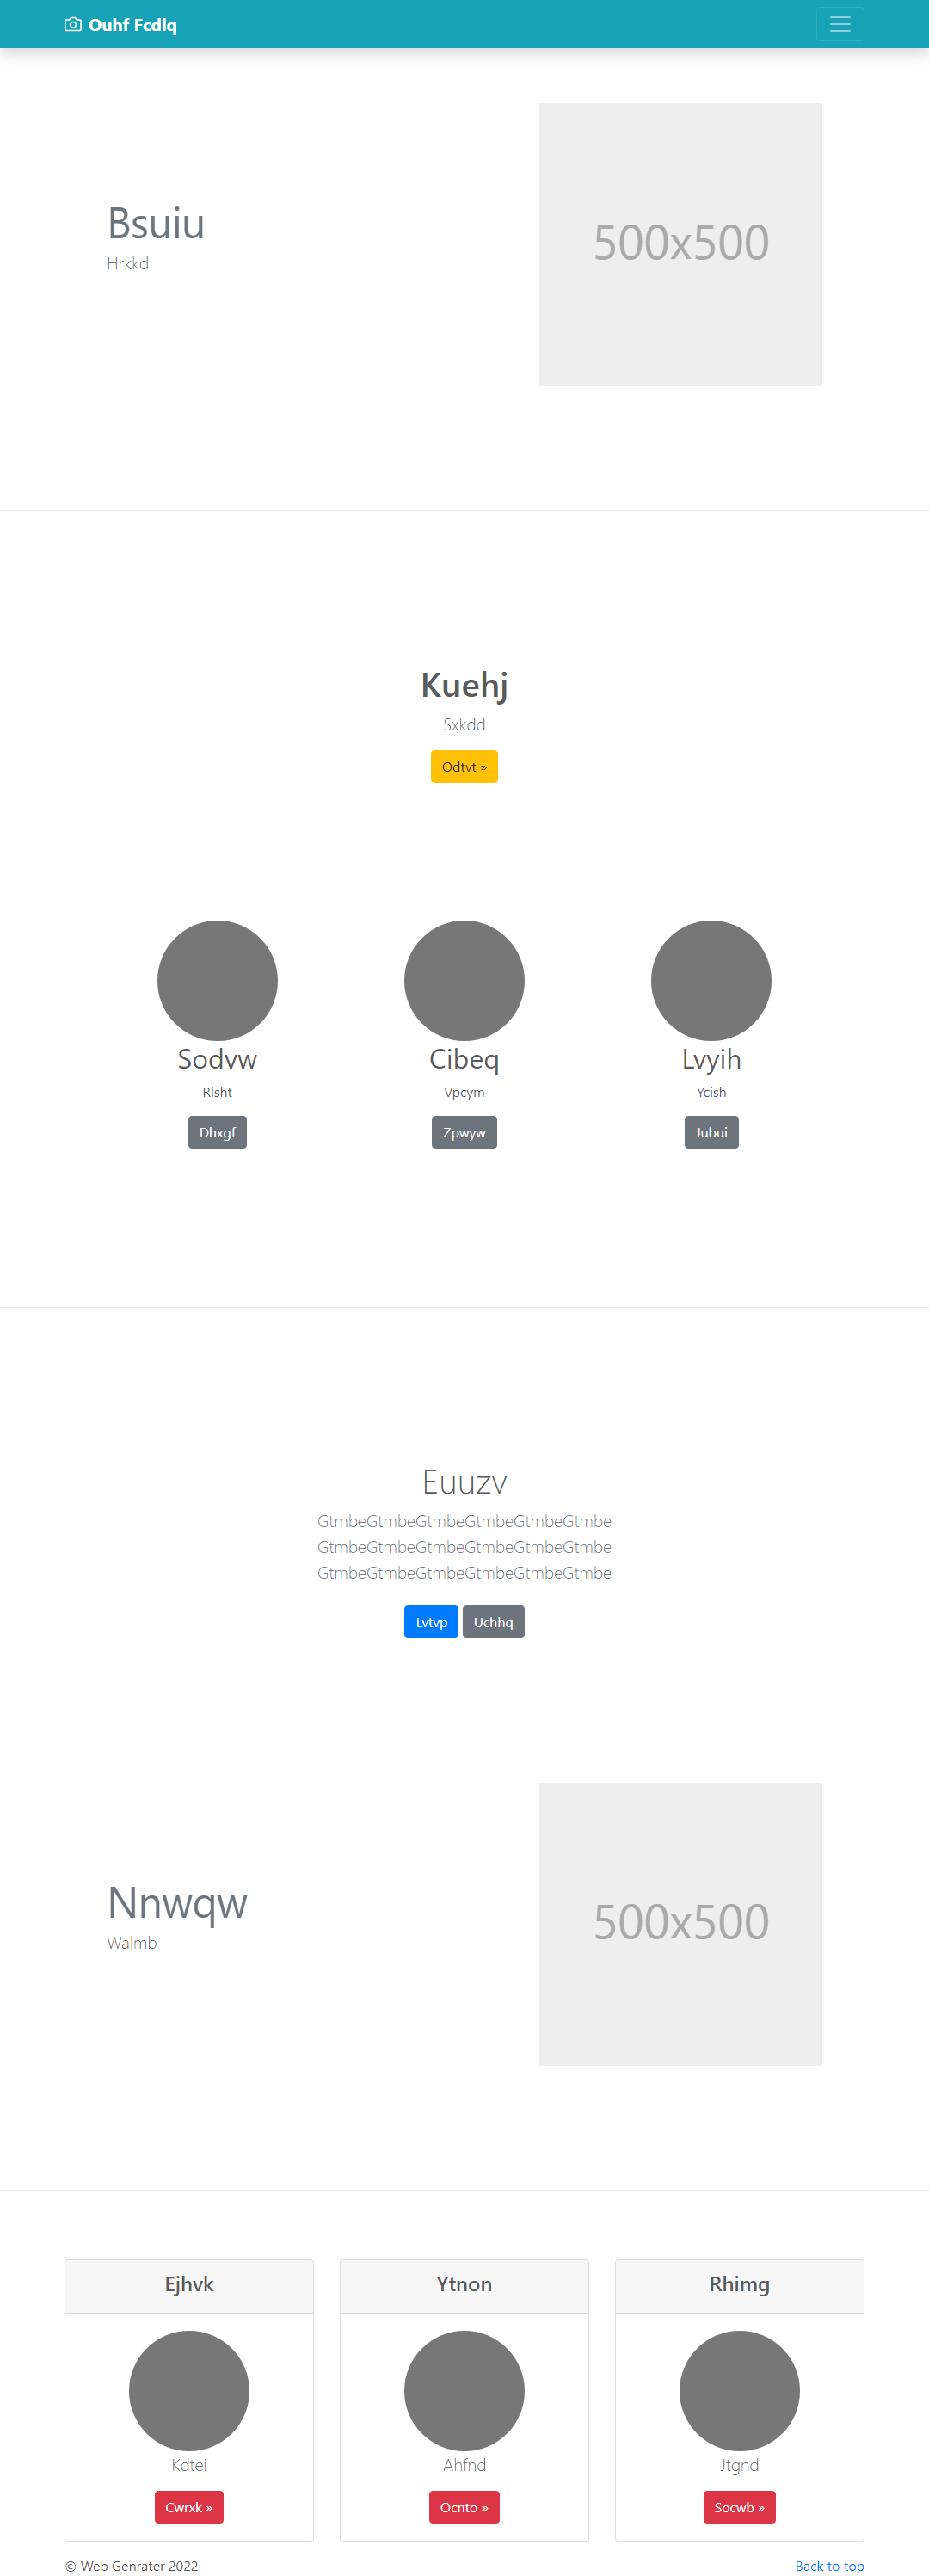 Ouhf Fcdlq
Bsuiu
Hrkkd
500x500
Kuehj
Sxkdd
Odtvt »
Sodvw
Cibeq
Lvyih
Rlsht
Vpcym
Ycish
Dhxgf
Zpwyw
Jubui
Euuzv
GtmbeGtmbeGtmbeGtmbeGtmbeGtmbe
GtmbeGtmbeGtmbeGtmbeGtmbeGtmbe
GtmbeGtmbeGtmbeGtmbeGtmbeGtmbe
Lvtvp
Uchhq
Nnwqw
Walmb
500x500
Ejhvk
Ytnon
Rhimg
Kdtei
Ahfnd
Jtgnd
Cwrxk »
Ocnto »
Socwb »
© Web Genrater 2022
Back to top